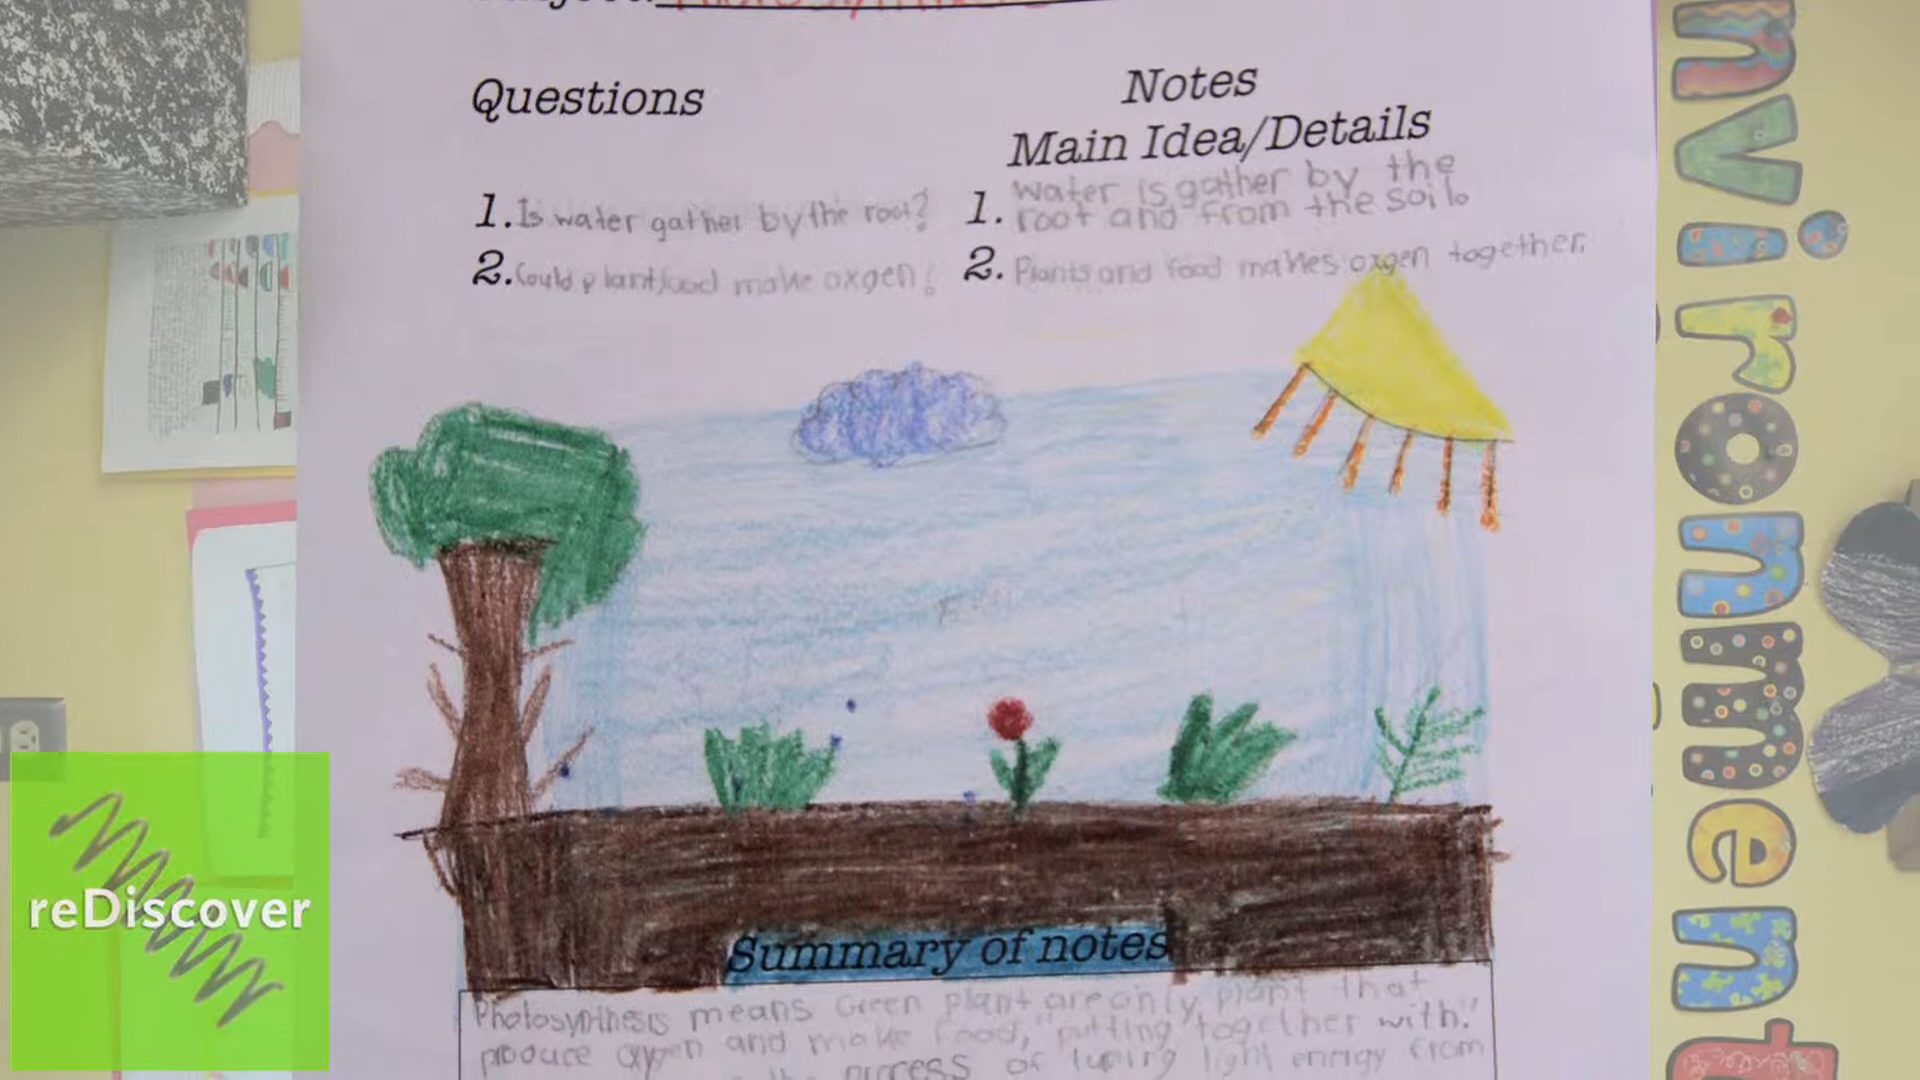 Questions
Notes
Main Idea/Details
1. Is water gather by the root?
1. water is gather by the
root and from the soil.
2. Could plant food make oxgen?
2. Plants and food makes oxgen together.
Summary of notes
Photosynthesis means Green plant are only plant that
produce oxygen and make food, "putting together with."
process of light energy from
nvironment
reDiscover